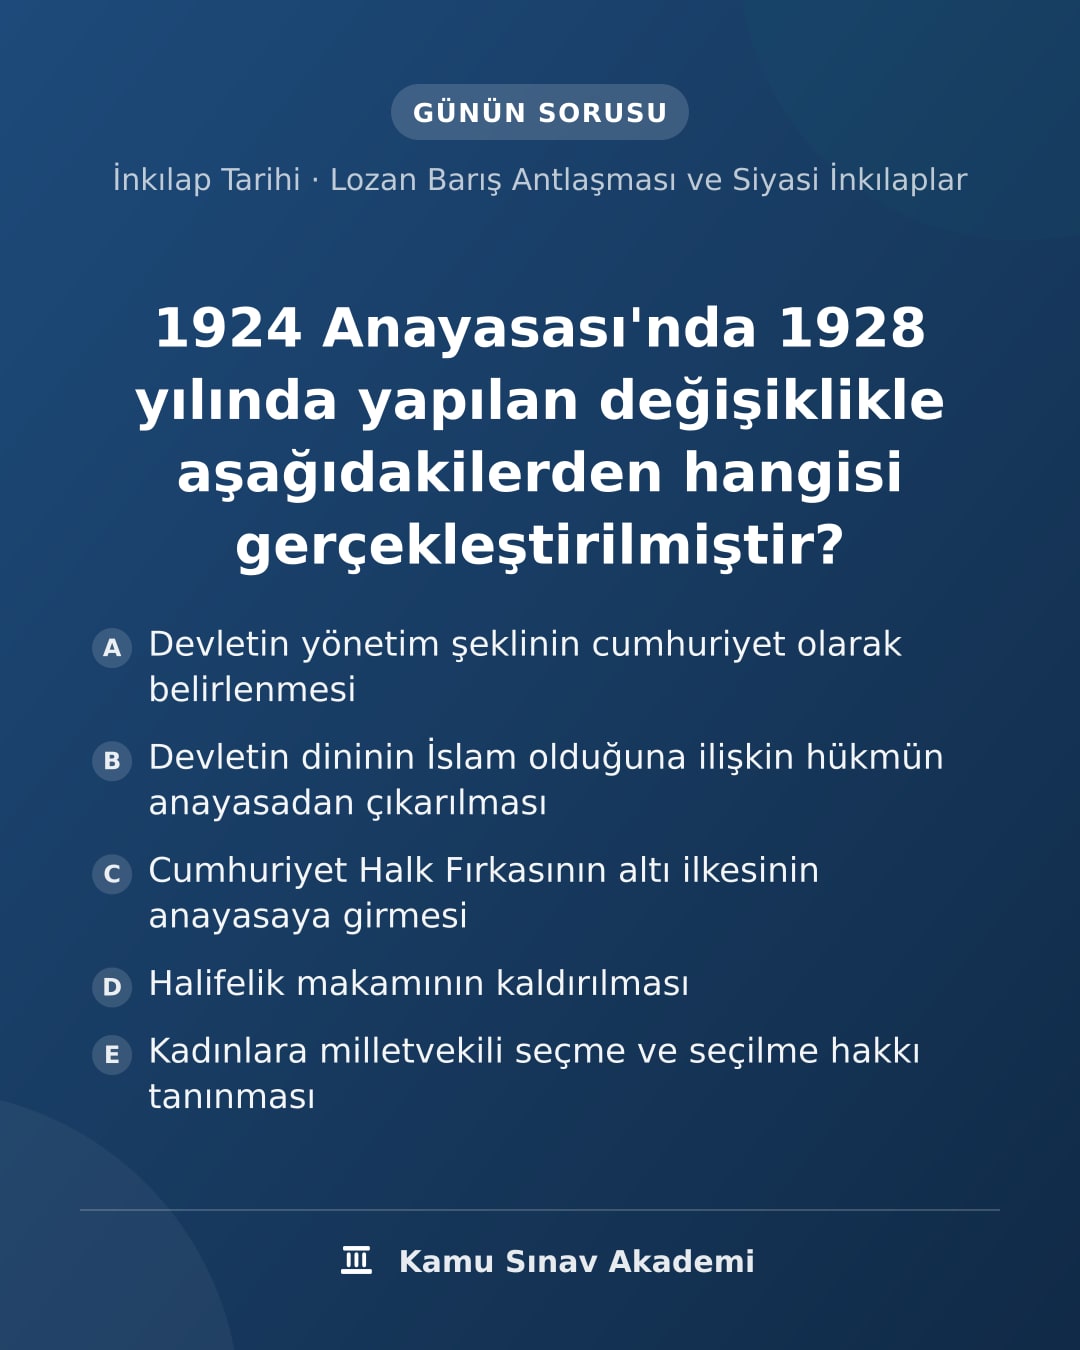 GÜNÜN SORUSU
İnkılap Tarihi · Lozan Barış Antlaşması ve Siyasi İnkılaplar
1924 Anayasası'nda 1928
yılında yapılan değişiklikle
aşağıdakilerden hangisi
gerçekleştirilmiştir?
A Devletin yönetim şeklinin cumhuriyet olarak
belirlenmesi
B Devletin dininin İslam olduğuna ilişkin hükmün
anayasadan çıkarılması
C Cumhuriyet Halk Fırkasının altı ilkesinin
anayasaya girmesi
D Halifelik makamının kaldırılması
E Kadınlara milletvekili seçme ve seçilme hakkı
tanınması
Kamu Sınav Akademi